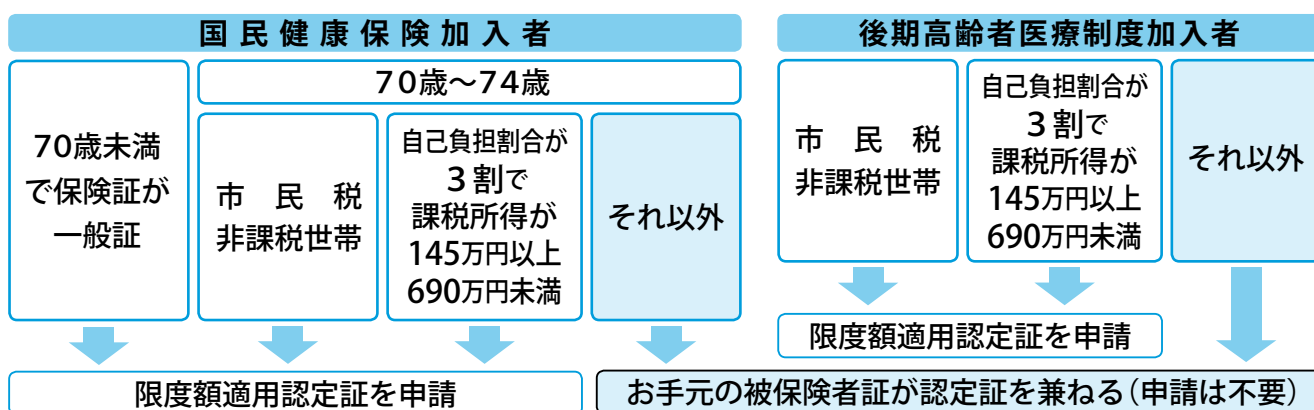 国民健康保険加入者
70歳未満
で保険証が
一般証
70歳〜74歳
市民税
非課税世帯
自己負担割合が
3割で
課税所得が
145万円以上
690万円未満
それ以外
限度額適用認定証を申請
後期高齢者医療制度加入者
市民税
非課税世帯
自己負担割合が
3割で
課税所得が
145万円以上
690万円未満
それ以外
限度額適用認定証を申請
お手元の被保険者証が認定証を兼ねる(申請は不要)